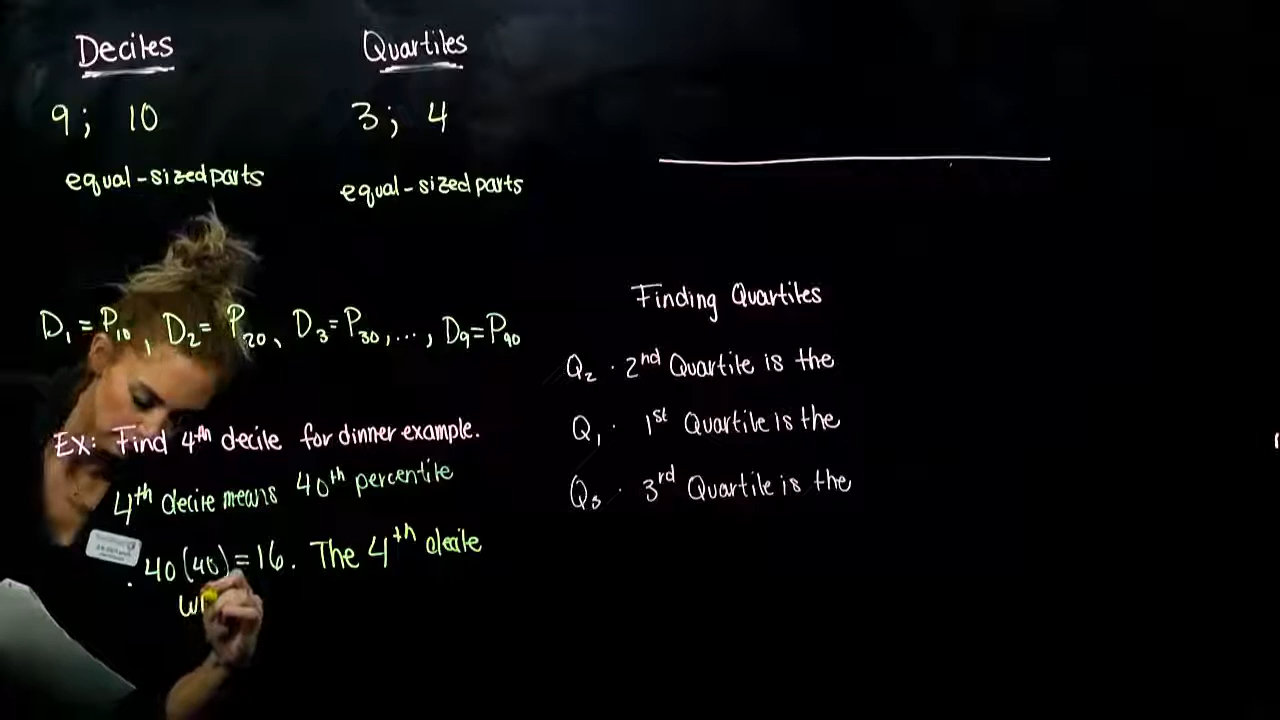 Deciles
9; 10
equal-sized parts
Quartiles
3; 4
equal-sized parts
D₁ = P₁₀, D₂ = P₂₀, D₃ = P₃₀, ..., D₉ = P₉₀
EX: Find 4th decile for dinner example.
4th decile means 40th percentile
.40(40) = 16. The 4th decile
Finding Quartiles
Q₂ · 2nd Quartile is the
Q₁ · 1st Quartile is the
Q₃ · 3rd Quartile is the